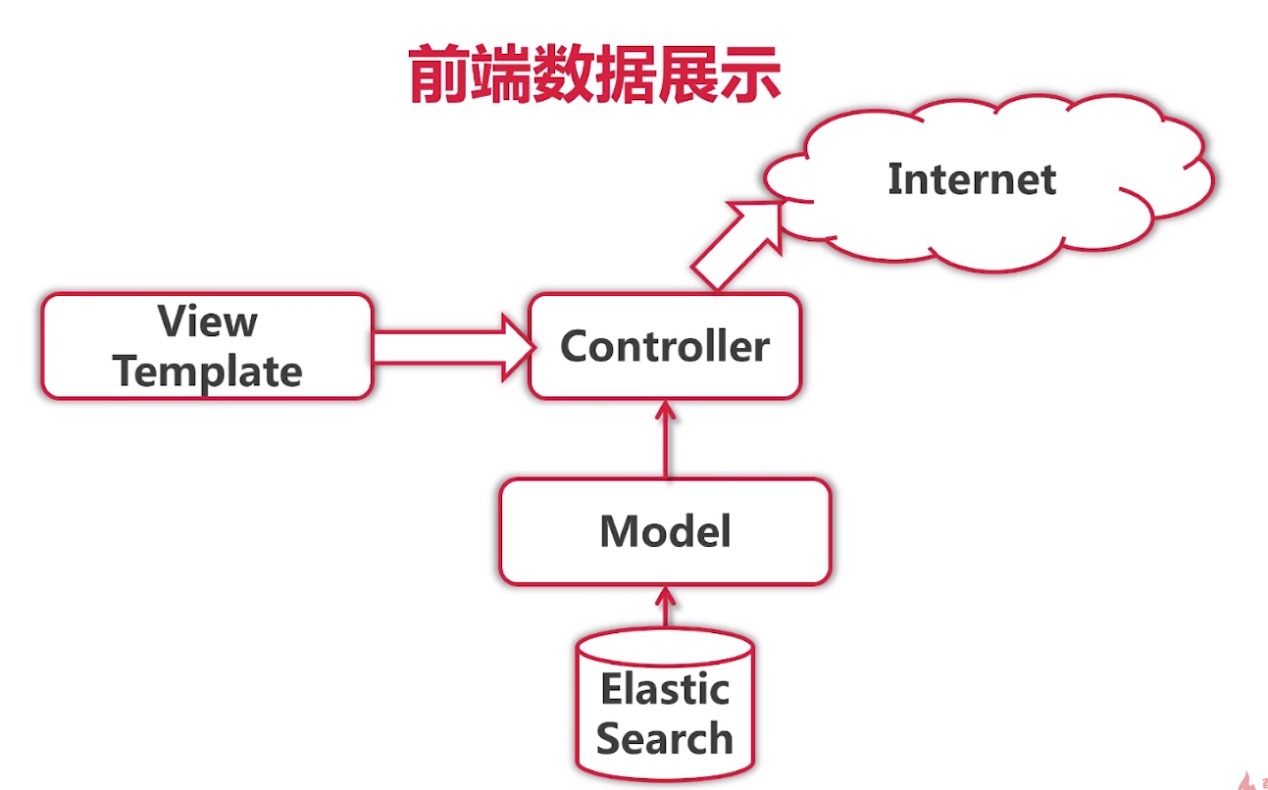 前端数据展示
Internet
View
Template
Controller
Model
Elastic
Search